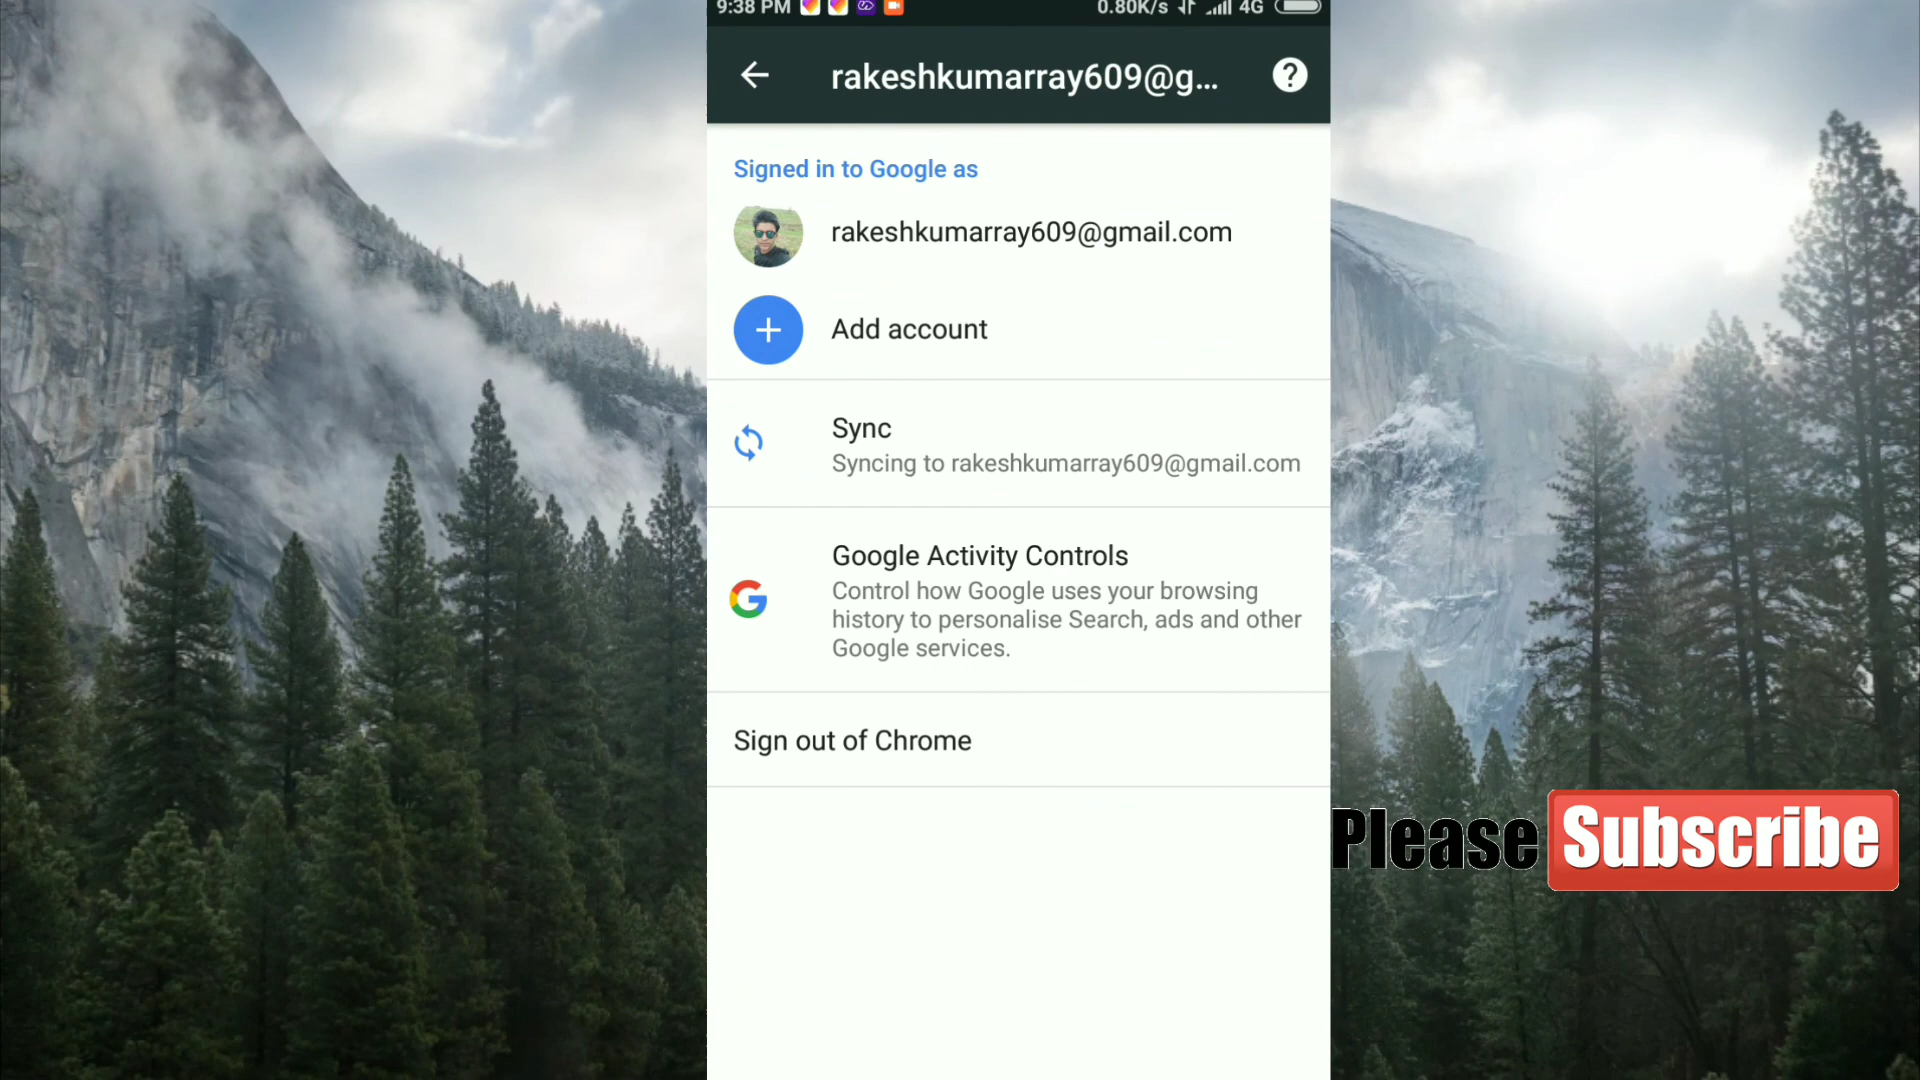 9:38 PM 0.80K/s 4G
rakeshkumarray609@g...
Signed in to Google as
rakeshkumarray609@gmail.com
Add account
Sync
Syncing to rakeshkumarray609@gmail.com
Google Activity Controls
Control how Google uses your browsing
history to personalise Search, ads and other
Google services.
Sign out of Chrome
Please Subscribe